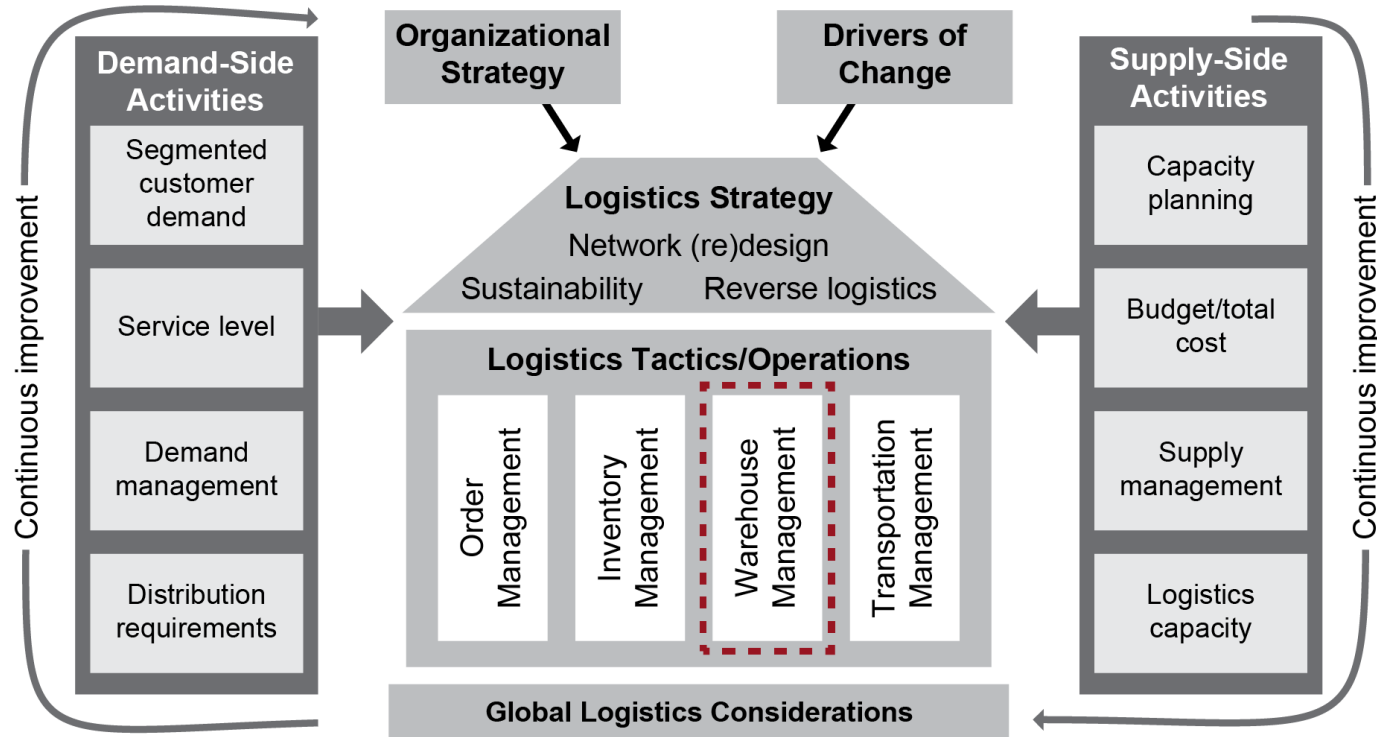 Organizational
Strategy
Drivers of
Change
Demand-Side
Activities
Segmented
customer
demand
Service level
Demand
management
Distribution
requirements
Continuous improvement
Logistics Strategy
Network (re)design
Sustainability
Reverse logistics
Logistics Tactics/Operations
Order
Management
Inventory
Management
Warehouse
Management
Transportation
Management
Global Logistics Considerations
Supply-Side
Activities
Capacity
planning
Budget/total
cost
Supply
management
Logistics
capacity
Continuous improvement